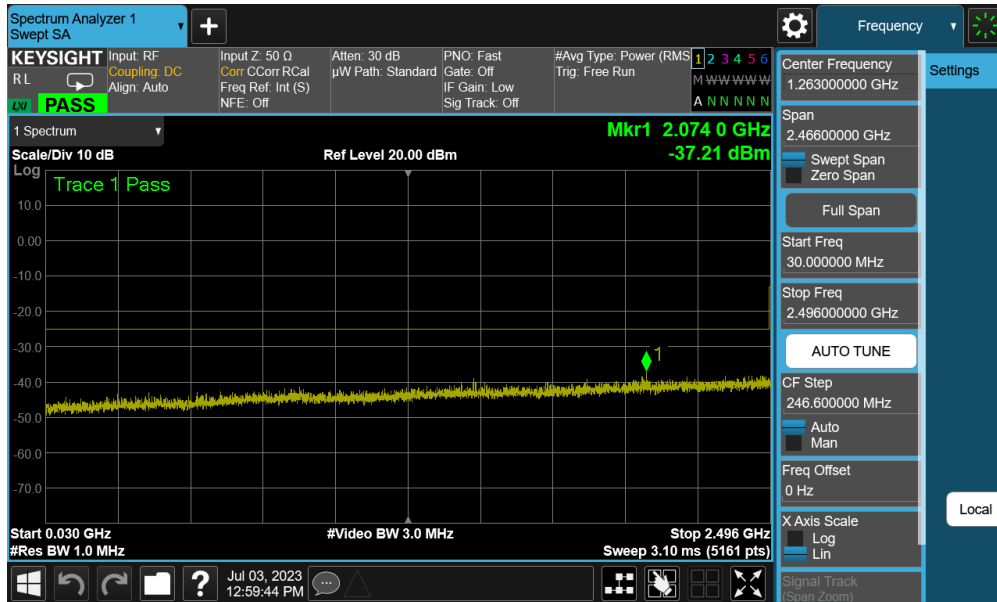 Spectrum Analyzer 1
Swept SA
+
Frequency
KEYSIGHT
RL
LXI PASS
Input: RF
Coupling: DC
Align: Auto
Input Z: 50 Ω
Corr CCorr RCal
Freq Ref: Int (S)
NFE: Off
Atten: 30 dB
µW Path: Standard
PNO: Fast
Gate: Off
IF Gain: Low
Sig Track: Off
#Avg Type: Power (RMS
Trig: Free Run
1 2 3 4 5 6
M W W W W W
A N N N N N
1 Spectrum
Scale/Div 10 dB
Ref Level 20.00 dBm
Mkr1 2.074 0 GHz
-37.21 dBm
Log
Trace 1 Pass
10.0
0.00
-10.0
-20.0
-30.0
1
-40.0
-50.0
-60.0
-70.0
Start 0.030 GHz
#Video BW 3.0 MHz
Stop 2.496 GHz
#Res BW 1.0 MHz
Sweep 3.10 ms (5161 pts)
Center Frequency
1.263000000 GHz
Span
2.46600000 GHz
Swept Span
Zero Span
Full Span
Start Freq
30.000000 MHz
Stop Freq
2.496000000 GHz
AUTO TUNE
CF Step
246.600000 MHz
Auto
Man
Freq Offset
0 Hz
X Axis Scale
Log
Lin
Signal Track
(Span Zoom)
Settings
Local
?
Jul 03, 2023
12:59:44 PM